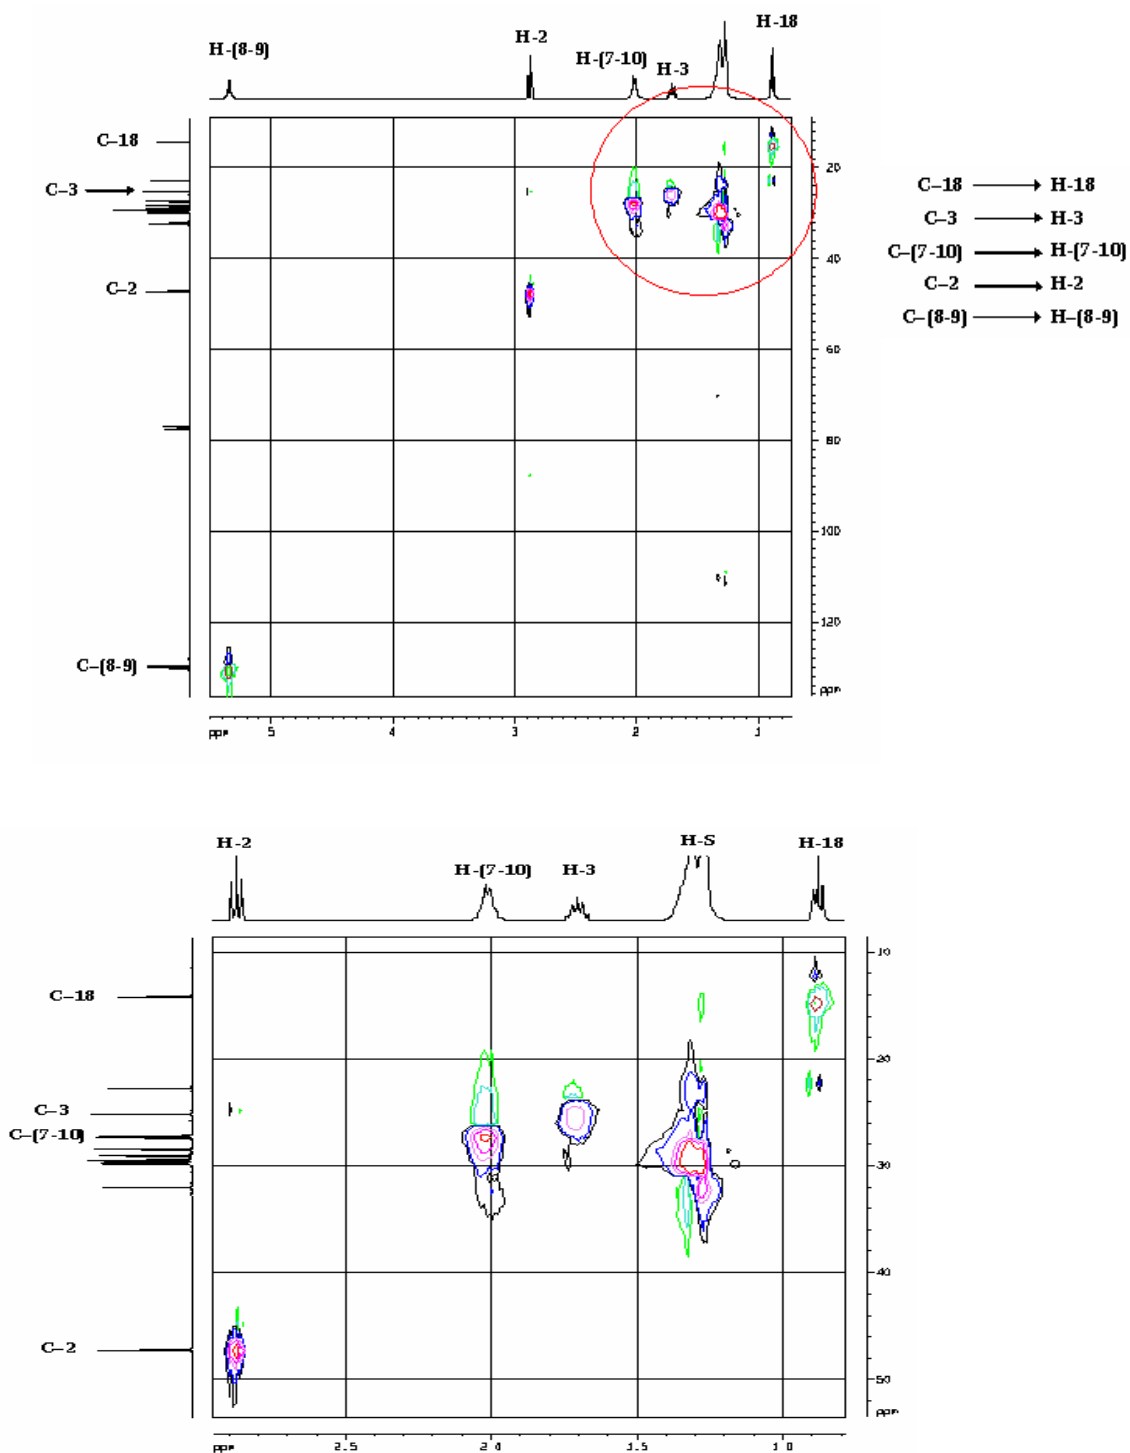 H-18
H-2
H-(8-9)
H-(7-10)
H-3
C-18
20
C-18 H-18
C-3
C-3 H-3
C-(7-10) H-(7-10)
40
C-2
C-2 H-2
C-(8-9) H-(8-9)
60
80
100
120
C-(8-9)
ppm
ppm 5 4 3 2 1
H-2
H-S
H-18
H-(7-10)
H-3
10
C-18
20
C-3
C-(7-10)
30
40
C-2
50
ppm
ppm 2.5 2.0 1.5 1.0